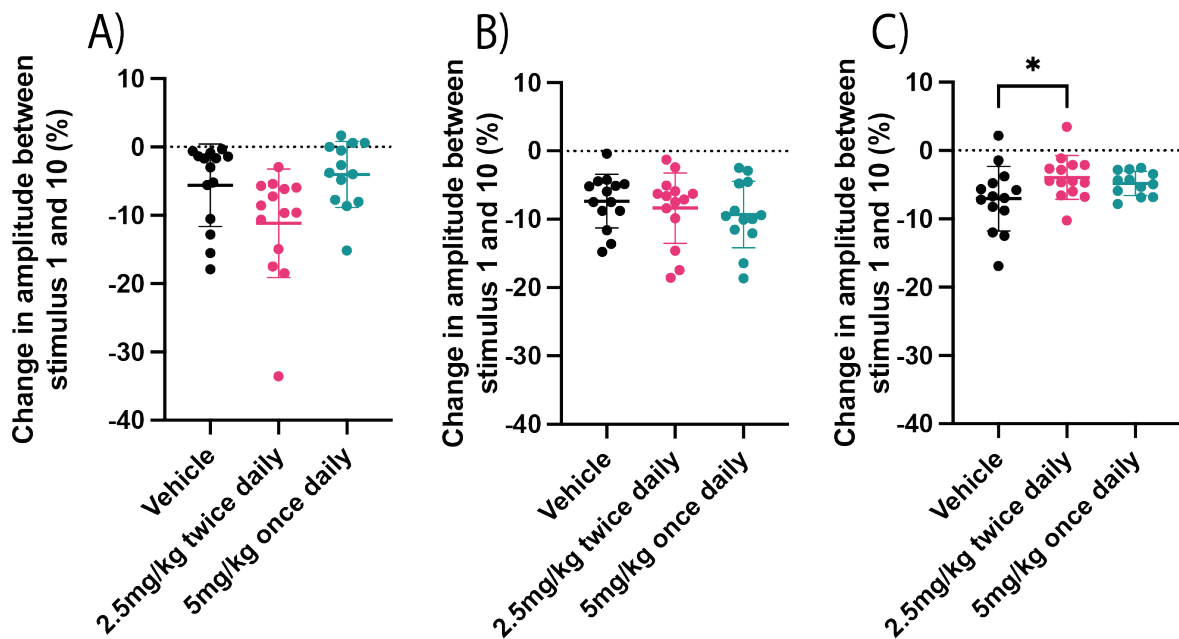 A)
Change in amplitude between
stimulus 1 and 10 (%)
10
0
-10
-20
-30
-40
Vehicle
2.5mg/kg twice daily
5mg/kg once daily
B)
Change in amplitude between
stimulus 1 and 10 (%)
10
0
-10
-20
-30
-40
Vehicle
2.5mg/kg twice daily
5mg/kg once daily
C)
Change in amplitude between
stimulus 1 and 10 (%)
*
10
0
-10
-20
-30
-40
Vehicle
2.5mg/kg twice daily
5mg/kg once daily